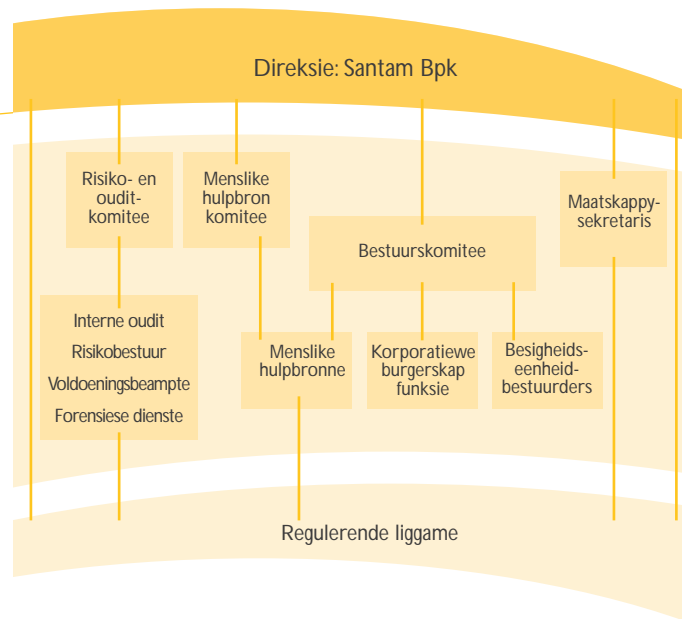 Direksie: Santam Bpk
Risiko- en
oudit-
komitee
Menslike
hulpbron
komitee
Maatskappy-
sekretaris
Bestuurskomitee
Interne oudit
Risikobestuur
Voldoeningsbeampte
Forensiese dienste
Menslike
hulpbronne
Korporatiewe
burgerskap
funksie
Besigheids-
eenheid-
bestuurders
Regulerende liggame